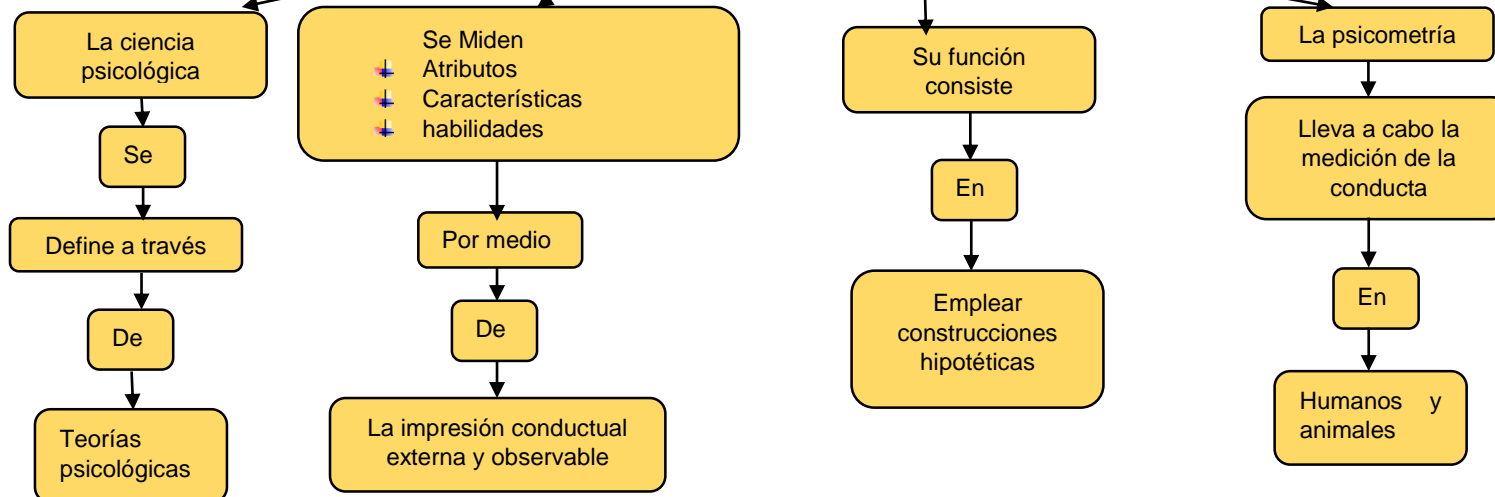 La ciencia
psicológica
Se
Define a través
De
Teorías
psicológicas
Se Miden
Atributos
Características
habilidades
Por medio
De
La impresión conductual
externa y observable
Su función
consiste
En
Emplear
construcciones
hipotéticas
La psicometría
Lleva a cabo la
medición de la
conducta
En
Humanos y
animales